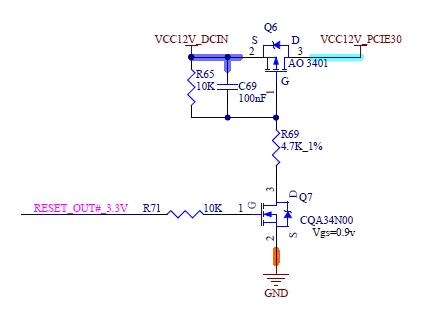 Q6
VCC12V_DCIN
VCC12V_PCIE30
S
D
2
3
AO 3401
G
1
R65
10K
C69
100nF
R69
4.7K_1%
3
D
Q7
RESET_OUT#_3.3V
R71
10K
1
G
CQA34N00
Vgs=0.9v
2
S
GND